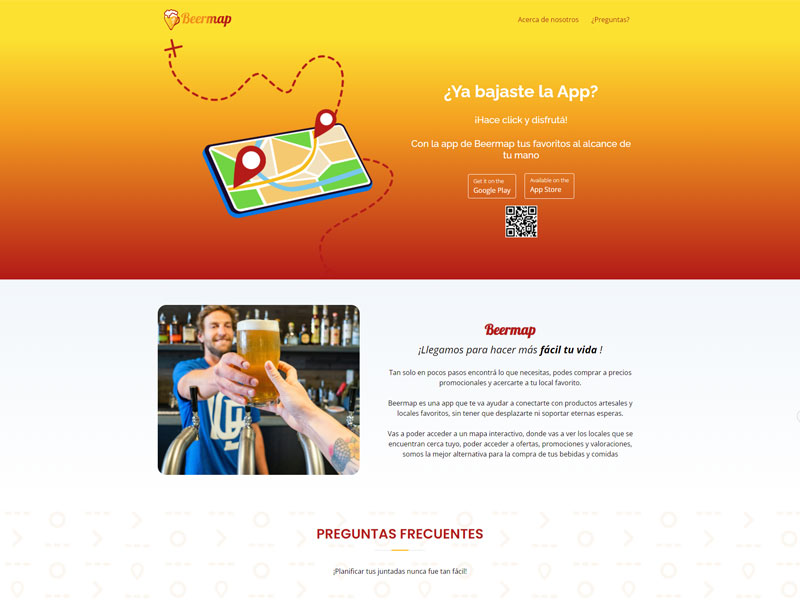 Beermap
Acerca de nosotros ¿Preguntas?
¿Ya bajaste la App?
¡Hace click y disfrutá!
Con la app de Beermap tus favoritos al alcance de
tu mano
Get it on the
Google Play
Available on the
App Store
Beermap
¡Llegamos para hacer más fácil tu vida !
Tan solo en pocos pasos encontrá lo que necesitas, podes comprar a precios
promocionales y acercarte a tu local favorito.
Beermap es una app que te va ayudar a conectarte con productos artesales y
locales favoritos, sin tener que desplazarte ni soportar eternas esperas.
Vas a poder acceder a un mapa interactivo, donde vas a ver los locales que se
encuentran cerca tuyo, poder acceder a ofertas, promociones y valoraciones,
somos la mejor alternativa para la compra de tus bebidas y comidas
PREGUNTAS FRECUENTES
¡Planificar tus juntadas nunca fue tan fácil!